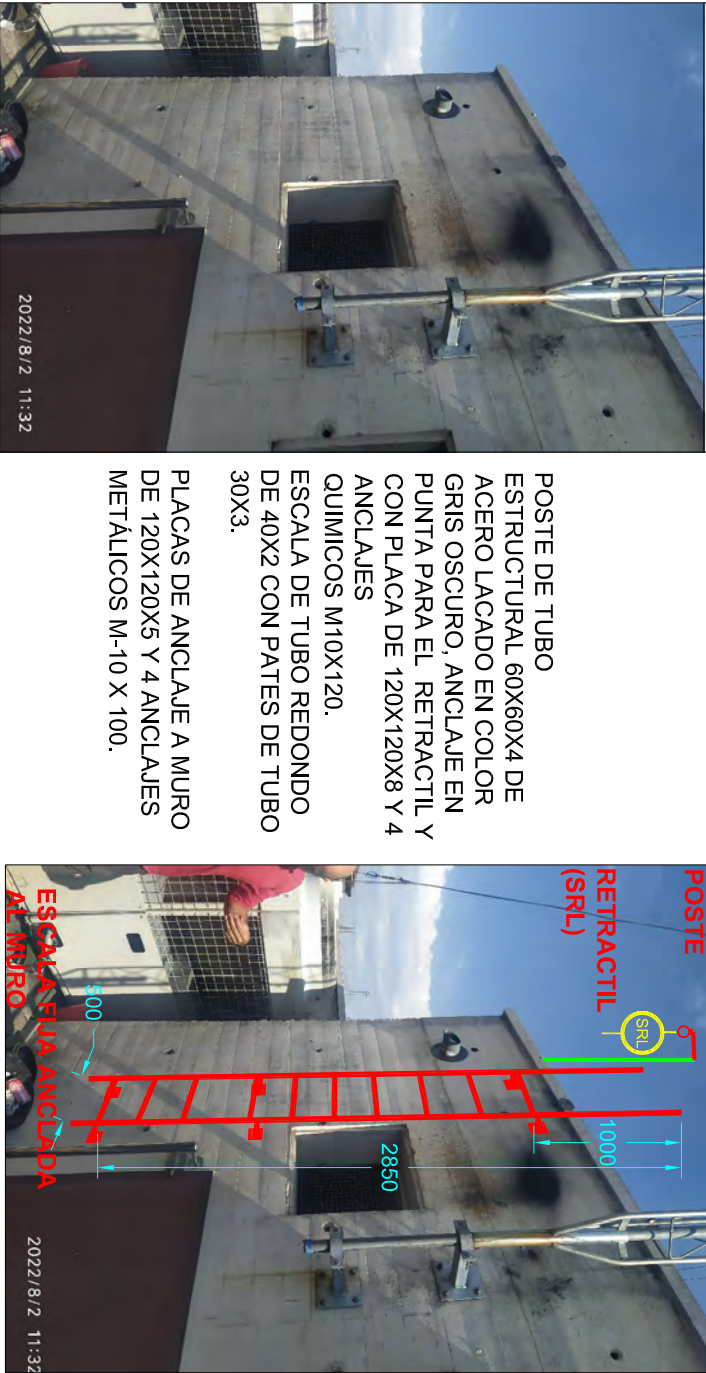 2022/8/2 11:32
POSTE DE TUBO
ESTRUCTURAL 60X60X4 DE
ACERO LACADO EN COLOR
GRIS OSCURO, ANCLAJE EN
PUNTA PARA EL RETRACTIL Y
CON PLACA DE 120X120X8 Y 4
ANCLAJES
QUIMICOS M10X120.
ESCALA DE TUBO REDONDO
DE 40X2 CON PATES DE TUBO
30X3.
PLACAS DE ANCLAJE A MURO
DE 120X120X5 Y 4 ANCLAJES
METÁLICOS M-10 X 100.
POSTE
RETRACTIL
(SRL)
SRL
1000
2850
500
ESCALA FIJA ANCLADA
AL MURO
2022/8/2 11:32